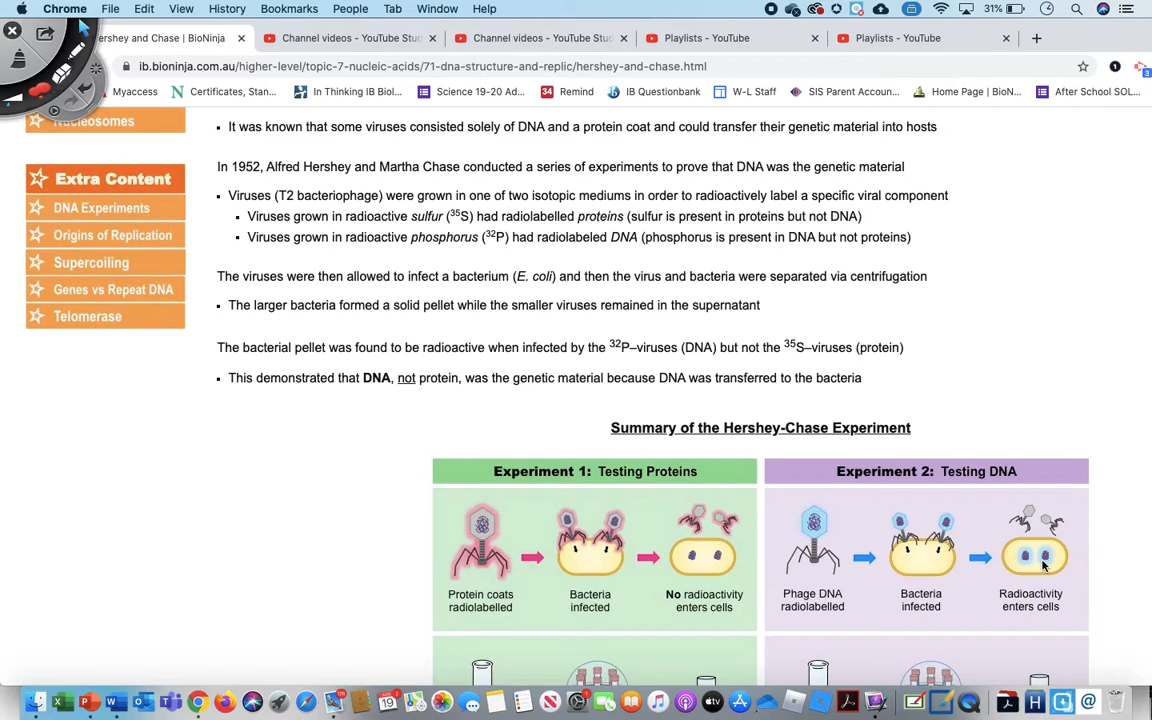 Chrome File Edit View History Bookmarks People Tab Window Help 31%
ershey and Chase | BioNinja Channel videos - YouTube Stud Channel videos - YouTube Stud Playlists - YouTube Playlists - YouTube
ib.bioninja.com.au/higher-level/topic-7-nucleic-acids/71-dna-structure-and-replic/hershey-and-chase.html
Myaccess Certificates, Stan... In Thinking IB Biol... Science 19-20 Ad... 34 Remind IB Questionbank W-L Staff SIS Parent Accoun... Home Page | BioN... After School SOL...
Nucleosomes
Extra Content
DNA Experiments
Origins of Replication
Supercoiling
Genes vs Repeat DNA
Telomerase
▪ It was known that some viruses consisted solely of DNA and a protein coat and could transfer their genetic material into hosts
In 1952, Alfred Hershey and Martha Chase conducted a series of experiments to prove that DNA was the genetic material
▪ Viruses (T2 bacteriophage) were grown in one of two isotopic mediums in order to radioactively label a specific viral component
▪ Viruses grown in radioactive sulfur (³⁵S) had radiolabelled proteins (sulfur is present in proteins but not DNA)
▪ Viruses grown in radioactive phosphorus (³²P) had radiolabeled DNA (phosphorus is present in DNA but not proteins)
The viruses were then allowed to infect a bacterium (E. coli) and then the virus and bacteria were separated via centrifugation
▪ The larger bacteria formed a solid pellet while the smaller viruses remained in the supernatant
The bacterial pellet was found to be radioactive when infected by the ³²P–viruses (DNA) but not the ³⁵S–viruses (protein)
▪ This demonstrated that DNA, not protein, was the genetic material because DNA was transferred to the bacteria
Summary of the Hershey-Chase Experiment
Experiment 1: Testing Proteins
Protein coats
radiolabelled
Bacteria
infected
No radioactivity
enters cells
Experiment 2: Testing DNA
Phage DNA
radiolabelled
Bacteria
infected
Radioactivity
enters cells